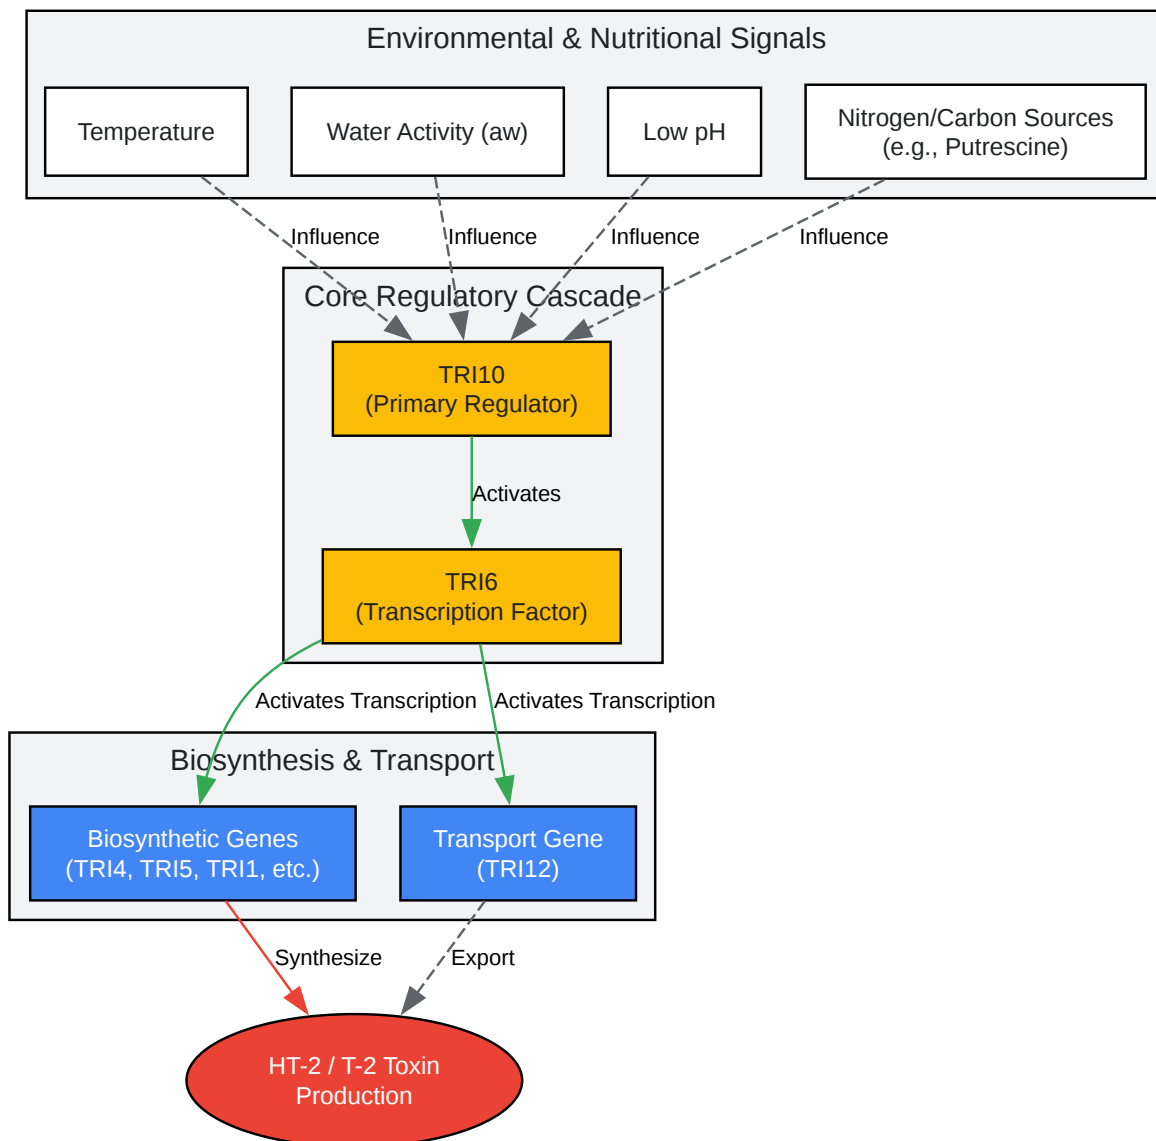 Environmental & Nutritional Signals
Temperature
Water Activity (aw)
Low pH
Nitrogen/Carbon Sources
(e.g., Putrescine)
Influence
Influence
Influence
Influence
Core Regulatory Cascade
TRI10
(Primary Regulator)
Activates
TRI6
(Transcription Factor)
Activates Transcription
Activates Transcription
Biosynthesis & Transport
Biosynthetic Genes
(TRI4, TRI5, TRI1, etc.)
Transport Gene
(TRI12)
Synthesize
Export
HT-2 / T-2 Toxin
Production